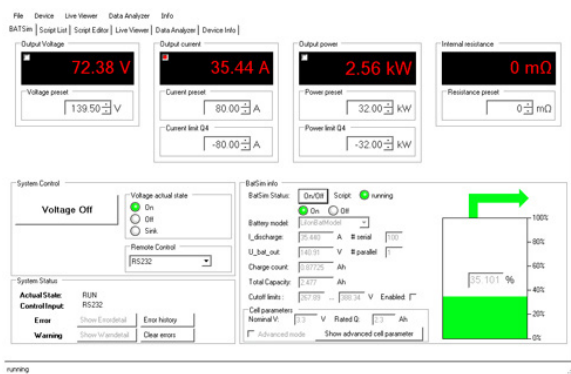 File Device Live Viewer Data Analyzer Info
BATSim Script List Script Editor Live Viewer Data Analyzer Device Info
Output Voltage
72.38 V
Voltage preset
139.50 V
Output current
35.44 A
Current preset
80.00 A
Current limit Q4
-80.00 A
Output power
2.56 kW
Power preset
32.00 kW
Power limit Q4
-32.00 kW
Internal resistance
0 mΩ
Resistance preset
0 mΩ
System Control
Voltage Off
Voltage actual state
On
Off
Sink
Remote Control
RS232
System Status
Actual State: RUN
Control Input: RS232
Error Show Errordetail Error history
Warning Show Warndetail Clear errors
BatSim info
BatSim Status: On/Off Script: running
On Off
Battery model: LiIonBatModel
I_discharge: 35.440 A # serial 100
U_bat_out: 140.91 V # parallel 1
Charge count: 0.87725 Ah
Total Capacity: 2.477 Ah
Cutoff limits : 267.09 ... 388.34 V Enabled:
Cell parameters
Nominal V: 3.3 V Rated Q: 2.3 Ah
Advanced mode Show advanced cell parameter
100%
80%
35.101 %
60%
40%
20%
0%
running